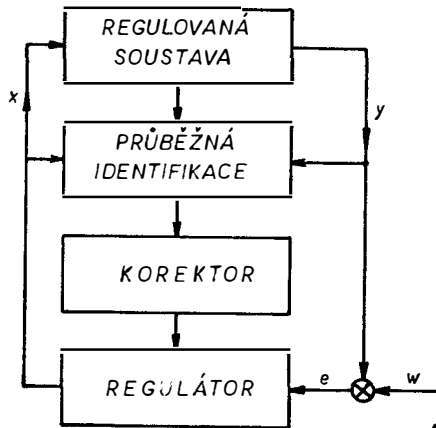 REGULOVANÁ
SOUSTAVA
x
y
PRŮBĚŽNÁ
IDENTIFIKACE
KOREKTOR
REGULÁTOR
e
w